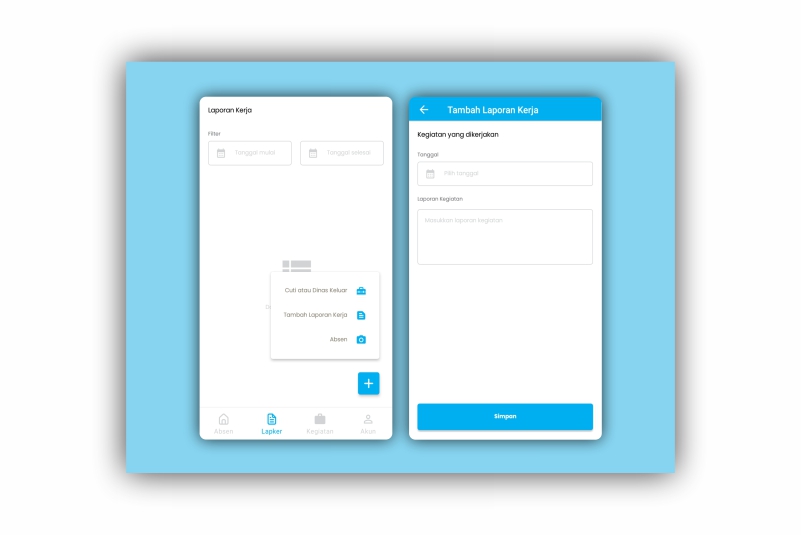 Laporan Kerja
Filter
Tanggal mulai
Tanggal selesai
Cuti atau Dinas Keluar
Tambah Laporan Kerja
Absen
Absen
Lapker
Kegiatan
Akun
Tambah Laporan Kerja
Kegiatan yang dikerjakan
Tanggal
Pilih tanggal
Laporan Kegiatan
Masukkan laporan kegiatan
Simpan